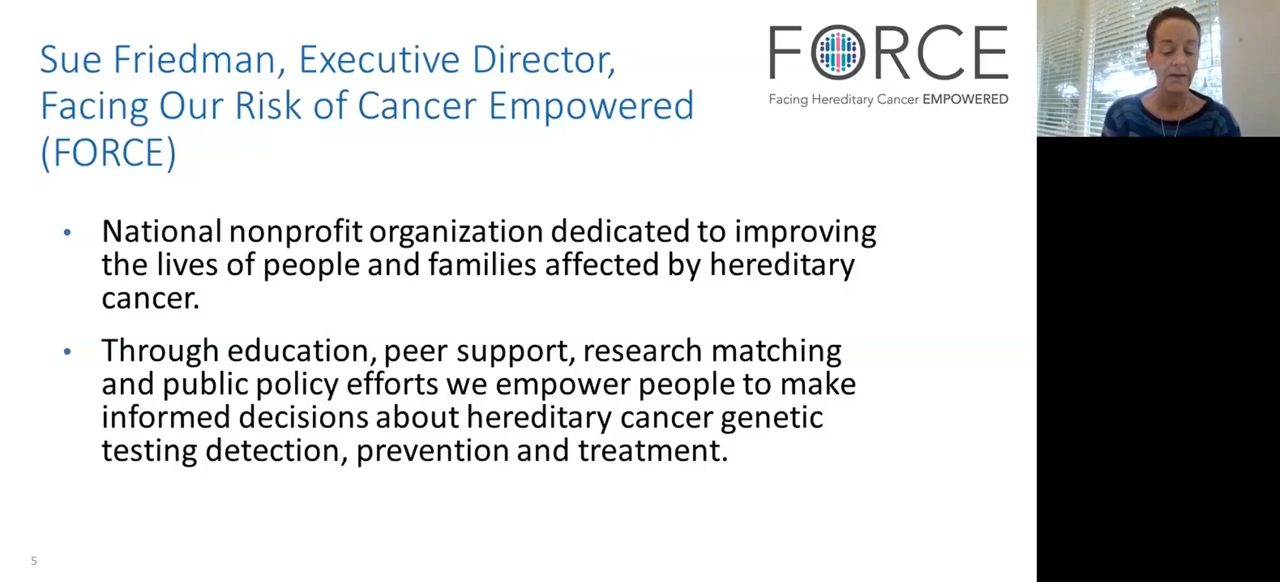 Sue Friedman, Executive Director,
Facing Our Risk of Cancer Empowered
(FORCE)
FORCE
Facing Hereditary Cancer EMPOWERED
• National nonprofit organization dedicated to improving
the lives of people and families affected by hereditary
cancer.
• Through education, peer support, research matching
and public policy efforts we empower people to make
informed decisions about hereditary cancer genetic
testing detection, prevention and treatment.
5